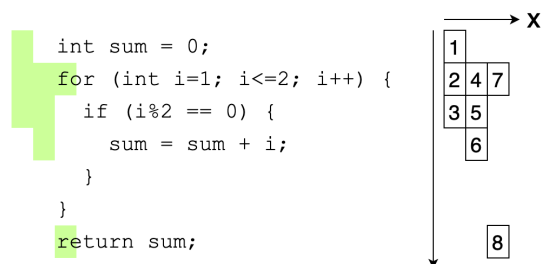 X
int sum = 0; 1
for (int i=1; i<=2; i++) { 2 4 7
if (i%2 == 0) { 3 5
sum = sum + i; 6
}
}
return sum; 8